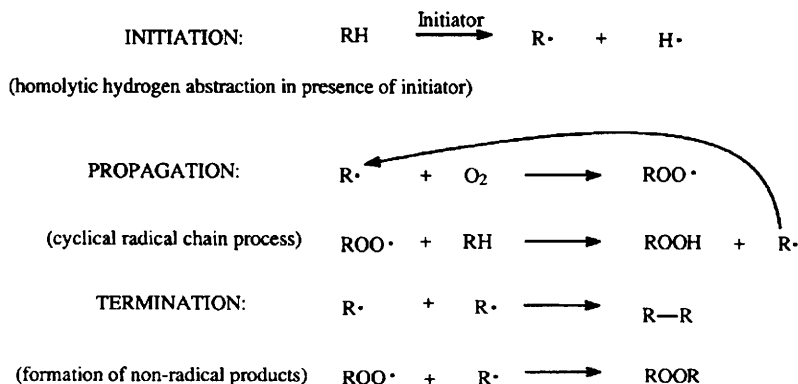 Initiator
INITIATION: RH R· + H·
(homolytic hydrogen abstraction in presence of initiator)
PROPAGATION: R· + O₂ ROO·
(cyclical radical chain process) ROO· + RH ROOH + R·
TERMINATION: R· + R· R—R
(formation of non-radical products) ROO· + R· ROOR